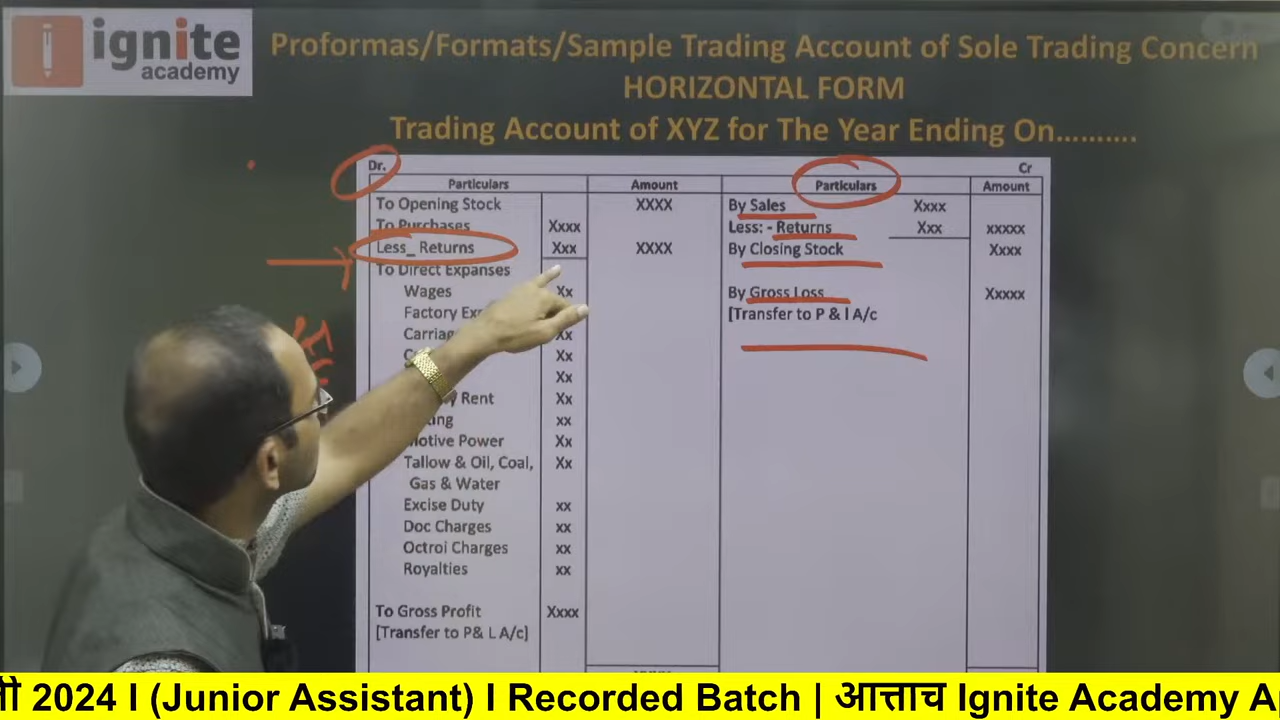 ignite
academy
Proformas/Formats/Sample Trading Account of Sole Trading Concern
HORIZONTAL FORM
Trading Account of XYZ for The Year Ending On..........
Dr. Cr
Particulars Amount Particulars Amount
To Opening Stock XXXX By Sales Xxxx
To Purchases Xxxx Less: - Returns Xxx xxxxx
Less_ Returns Xxx XXXX By Closing Stock Xxxx
To Direct Expanses
Wages Xx By Gross Loss Xxxxx
Factory [Transfer to P & l A/c
Xx
Xx
Xx
Rent Xx
xx
Motive Power Xx
Tallow & Oil, Coal, Xx
Gas & Water
Excise Duty xx
Doc Charges xx
Octroi Charges xx
Royalties xx
To Gross Profit Xxxx
[Transfer to P& L A/c]
2024 I (Junior Assistant) I Recorded Batch | आत्ताच Ignite Academy